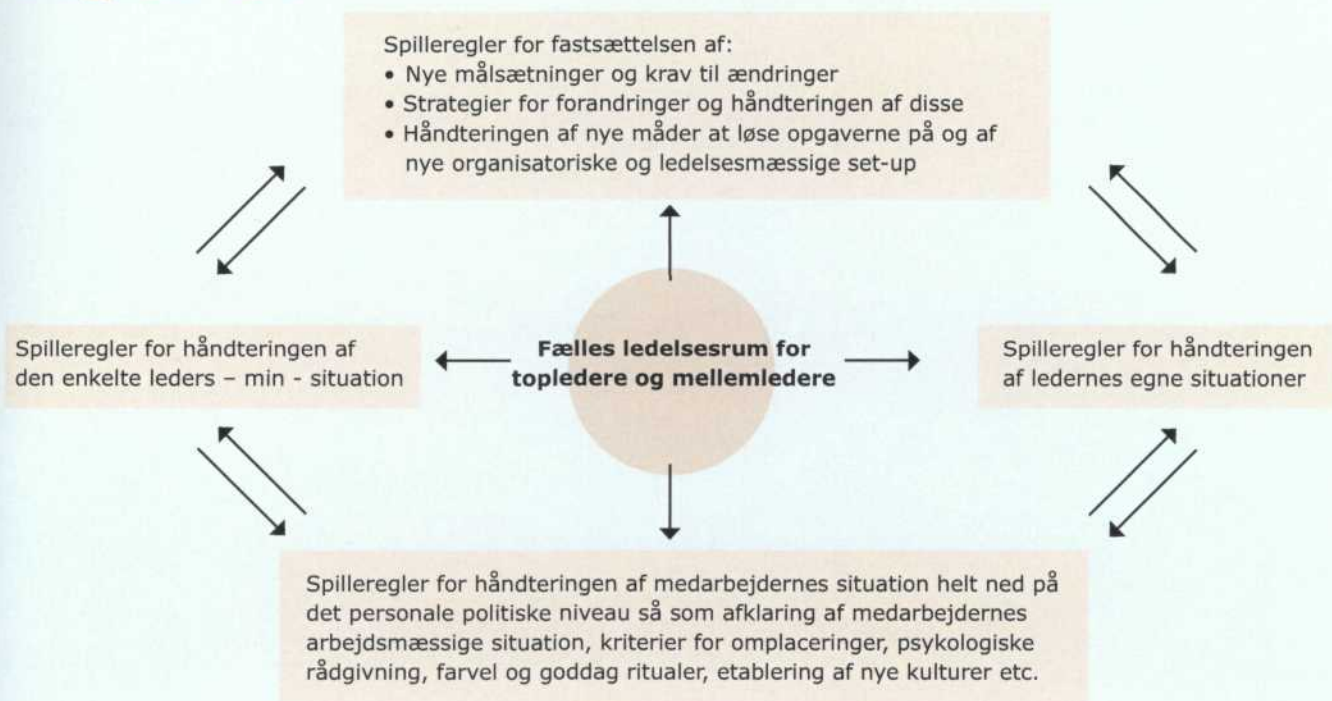 Spilleregler for fastsættelsen af:
• Nye målsætninger og krav til ændringer
• Strategier for forandringer og håndteringen af disse
• Håndteringen af nye måder at løse opgaverne på og af
nye organisatoriske og ledelsesmæssige set-up
Spilleregler for håndteringen af
den enkelte leders – min - situation
Fælles ledelsesrum for
topledere og mellemledere
Spilleregler for håndteringen
af ledernes egne situationer
Spilleregler for håndteringen af medarbejdernes situation helt ned på
det personale politiske niveau så som afklaring af medarbejdernes
arbejdsmæssige situation, kriterier for omplaceringer, psykologiske
rådgivning, farvel og goddag ritualer, etablering af nye kulturer etc.